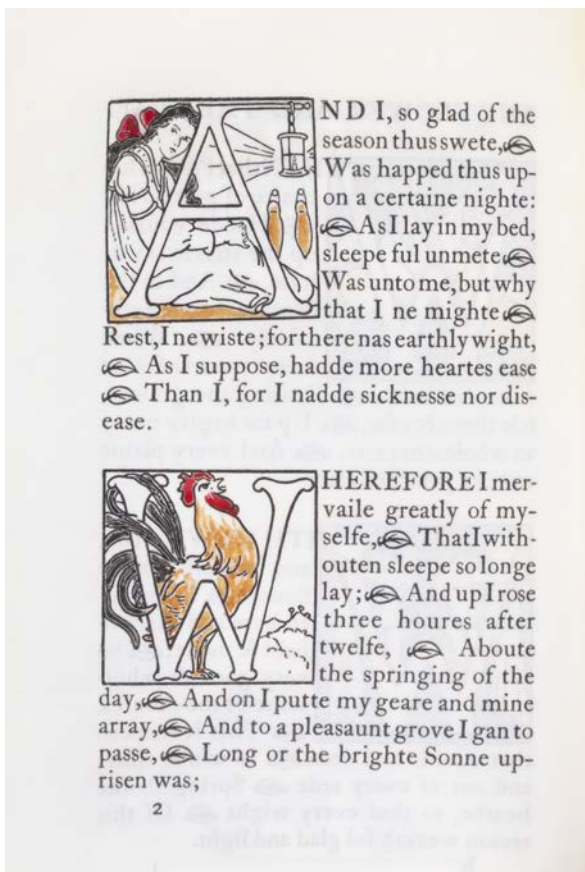 AND I, so glad of the
season thus swete,
Was happed thus up-
on a certaine nighte:
As I lay in my bed,
sleepe ful unmete
Was unto me, but why
that I ne mighte
Rest, I ne wiste; for there nas earthly wight,
As I suppose, hadde more heartes ease
Than I, for I nadde sicknesse nor dis-
ease.
WHEREFORE I mer-
vaile greatly of my-
selfe, That I with-
outen sleepe so longe
lay; And up I rose
three houres after
twelfe, Aboute
the springing of the
day, And on I putte my geare and mine
array, And to a pleasaunt grove I gan to
passe, Long or the brighte Sonne up-
risen was;
2